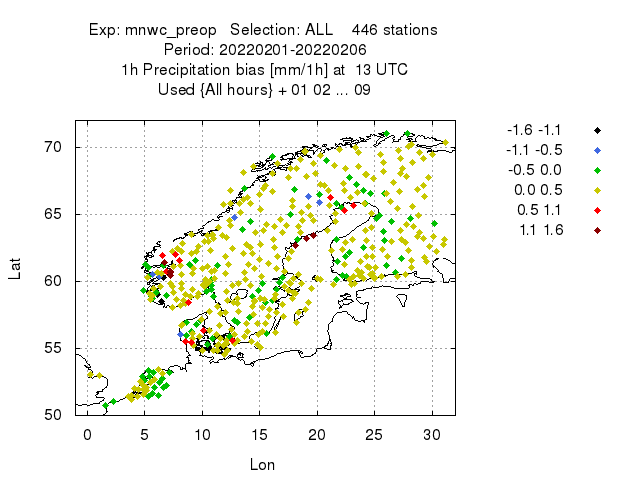 Exp: mnwc_preop Selection: ALL 446 stations
Period: 20220201-20220206
1h Precipitation bias [mm/1h] at 13 UTC
Used {All hours} + 01 02 ... 09
-1.6 -1.1
-1.1 -0.5
-0.5 0.0
0.0 0.5
0.5 1.1
1.1 1.6
Lat
70
65
60
55
50
0 5 10 15 20 25 30
Lon